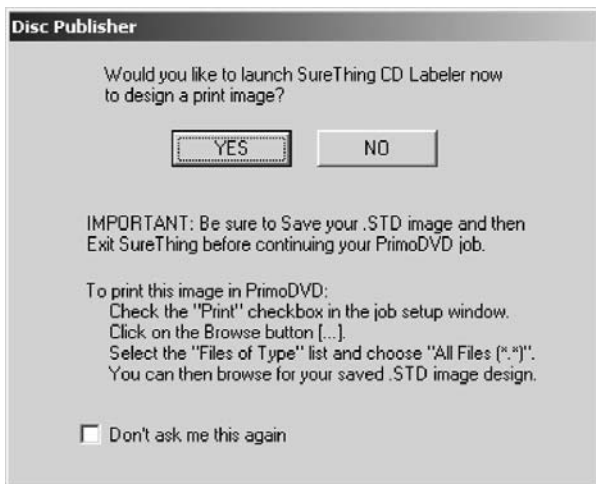 Disc Publisher
Would you like to launch SureThing CD Labeler now
to design a print image?
YES
NO
IMPORTANT: Be sure to Save your .STD image and then
Exit SureThing before continuing your PrimoDVD job.
To print this image in PrimoDVD:
Check the "Print" checkbox in the job setup window.
Click on the Browse button [...].
Select the "Files of Type" list and choose "All Files (*.*)".
You can then browse for your saved .STD image design.
Don't ask me this again